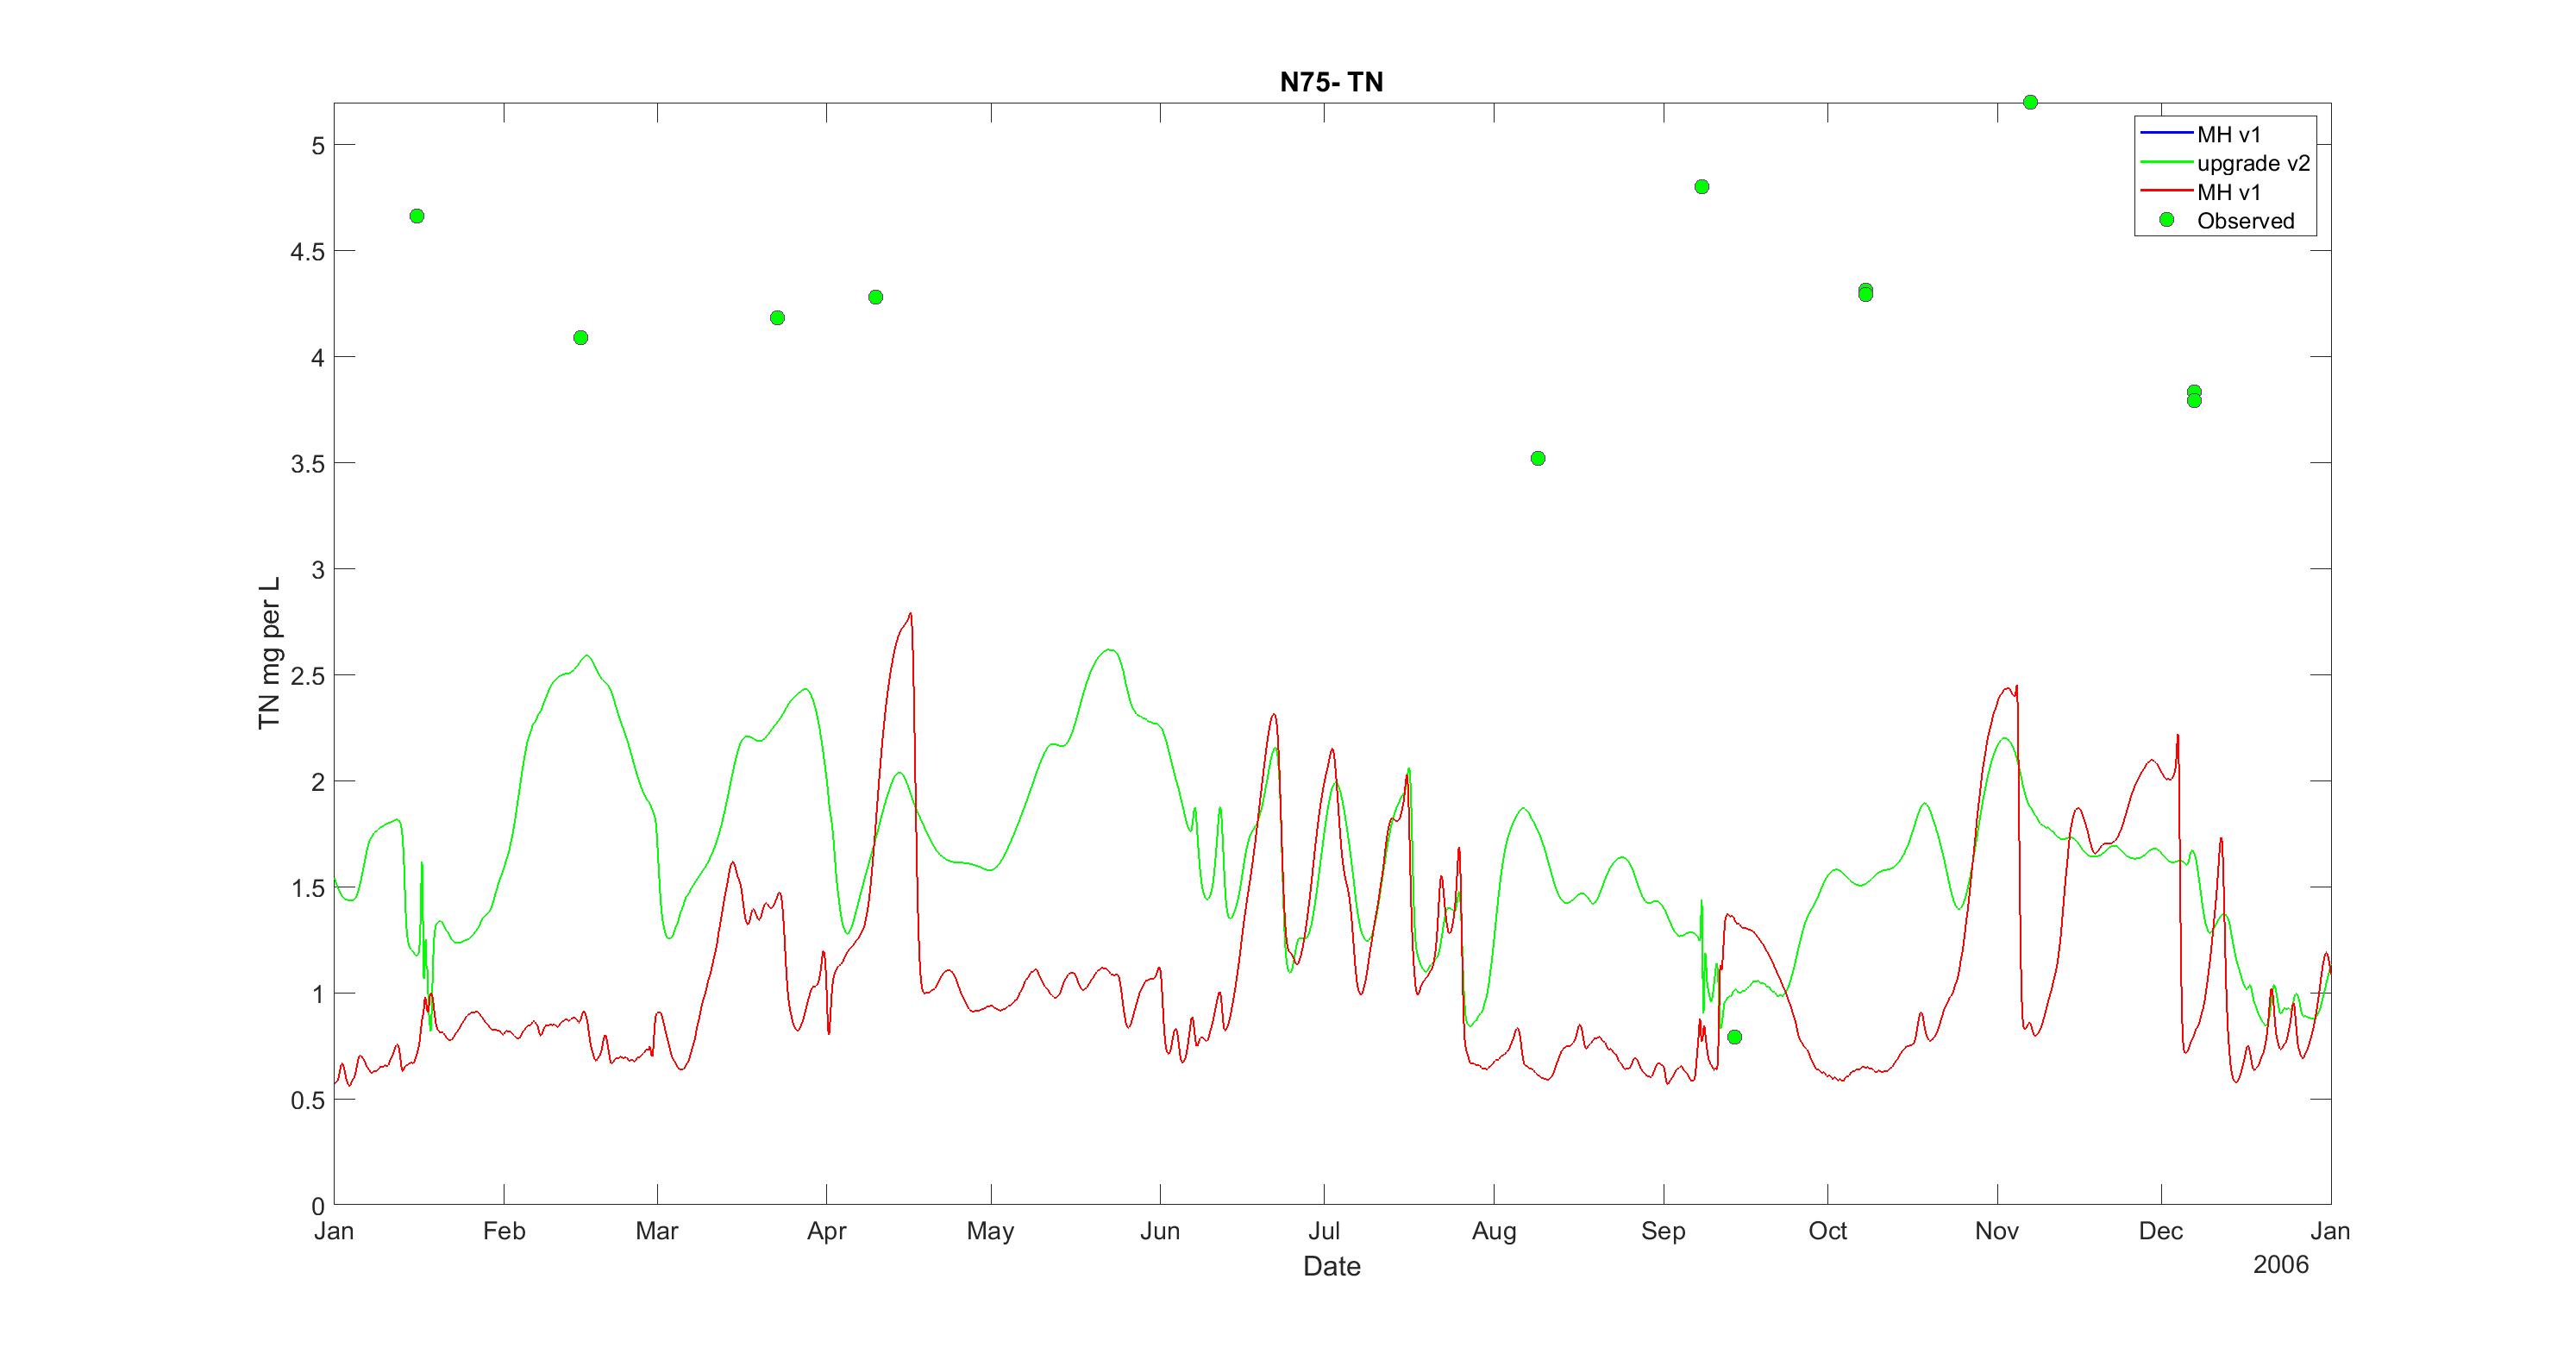 N75- TN
MH v1
upgrade v2
MH v1
Observed
5
4.5
4
3.5
3
2.5
2
1.5
1
0.5
0
TN mg per L
Jan Feb Mar Apr May Jun Jul Aug Sep Oct Nov Dec Jan
Date
2006